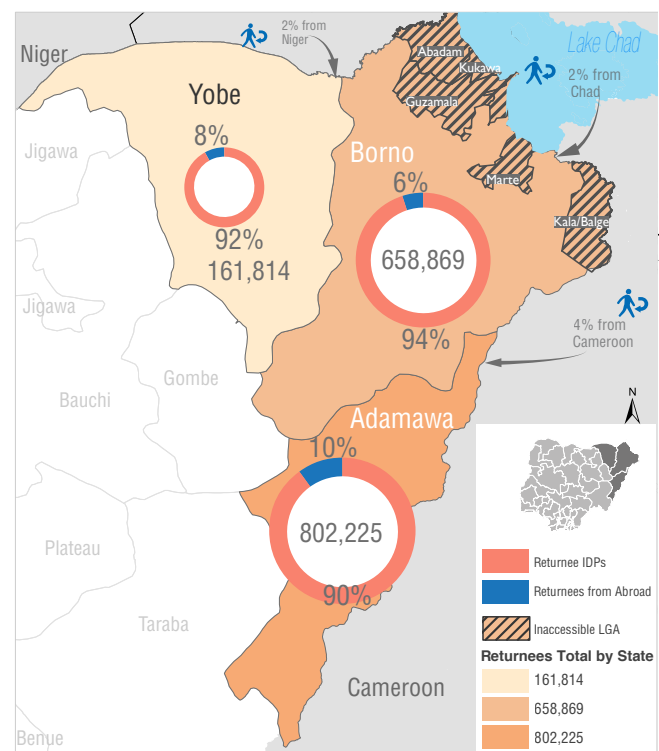 Niger
2% from
Niger
Lake Chad
Abadam
Kukawa
2% from
Chad
Guzamala
Yobe
8%
Jigawa
Borno
Marte
6%
Kala/Balge
92%
161,814
658,869
Jigawa
4% from
Cameroon
94%
Gombe
Bauchi
N
Adamawa
10%
802,225
Plateau
90%
Taraba
Cameroon
Benue
Returnee IDPs
Returnees from Abroad
Inaccessible LGA
Returnees Total by State
161,814
658,869
802,225